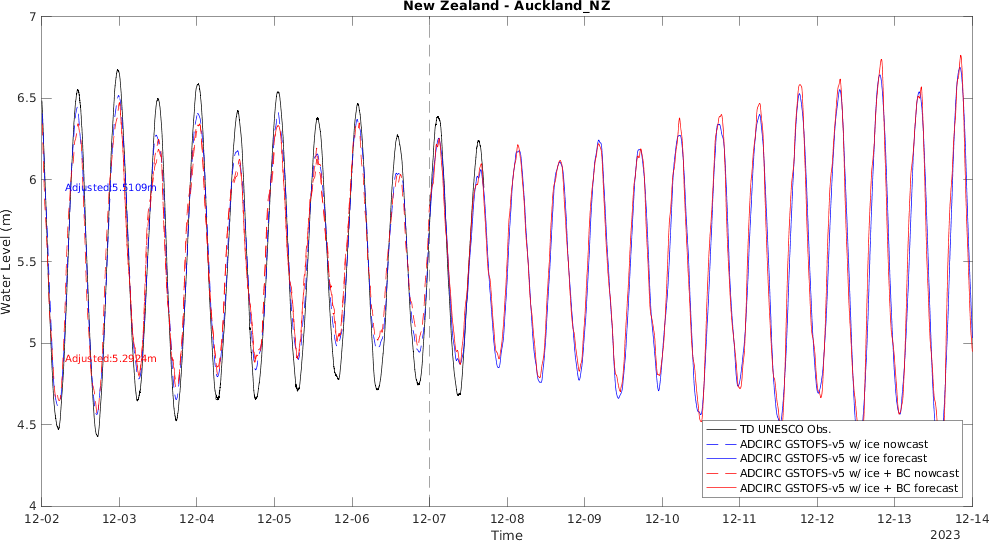 New Zealand - Auckland_NZ
7
6.5
6
5.5
5
4.5
4
Water Level (m)
Adjusted:5.5109m
Adjusted:5.2924m
TD UNESCO Obs.
ADCIRC GSTOFS-v5 w/ ice nowcast
ADCIRC GSTOFS-v5 w/ ice forecast
ADCIRC GSTOFS-v5 w/ ice + BC nowcast
ADCIRC GSTOFS-v5 w/ ice + BC forecast
12-02 12-03 12-04 12-05 12-06 12-07 12-08 12-09 12-10 12-11 12-12 12-13 12-14
Time
2023